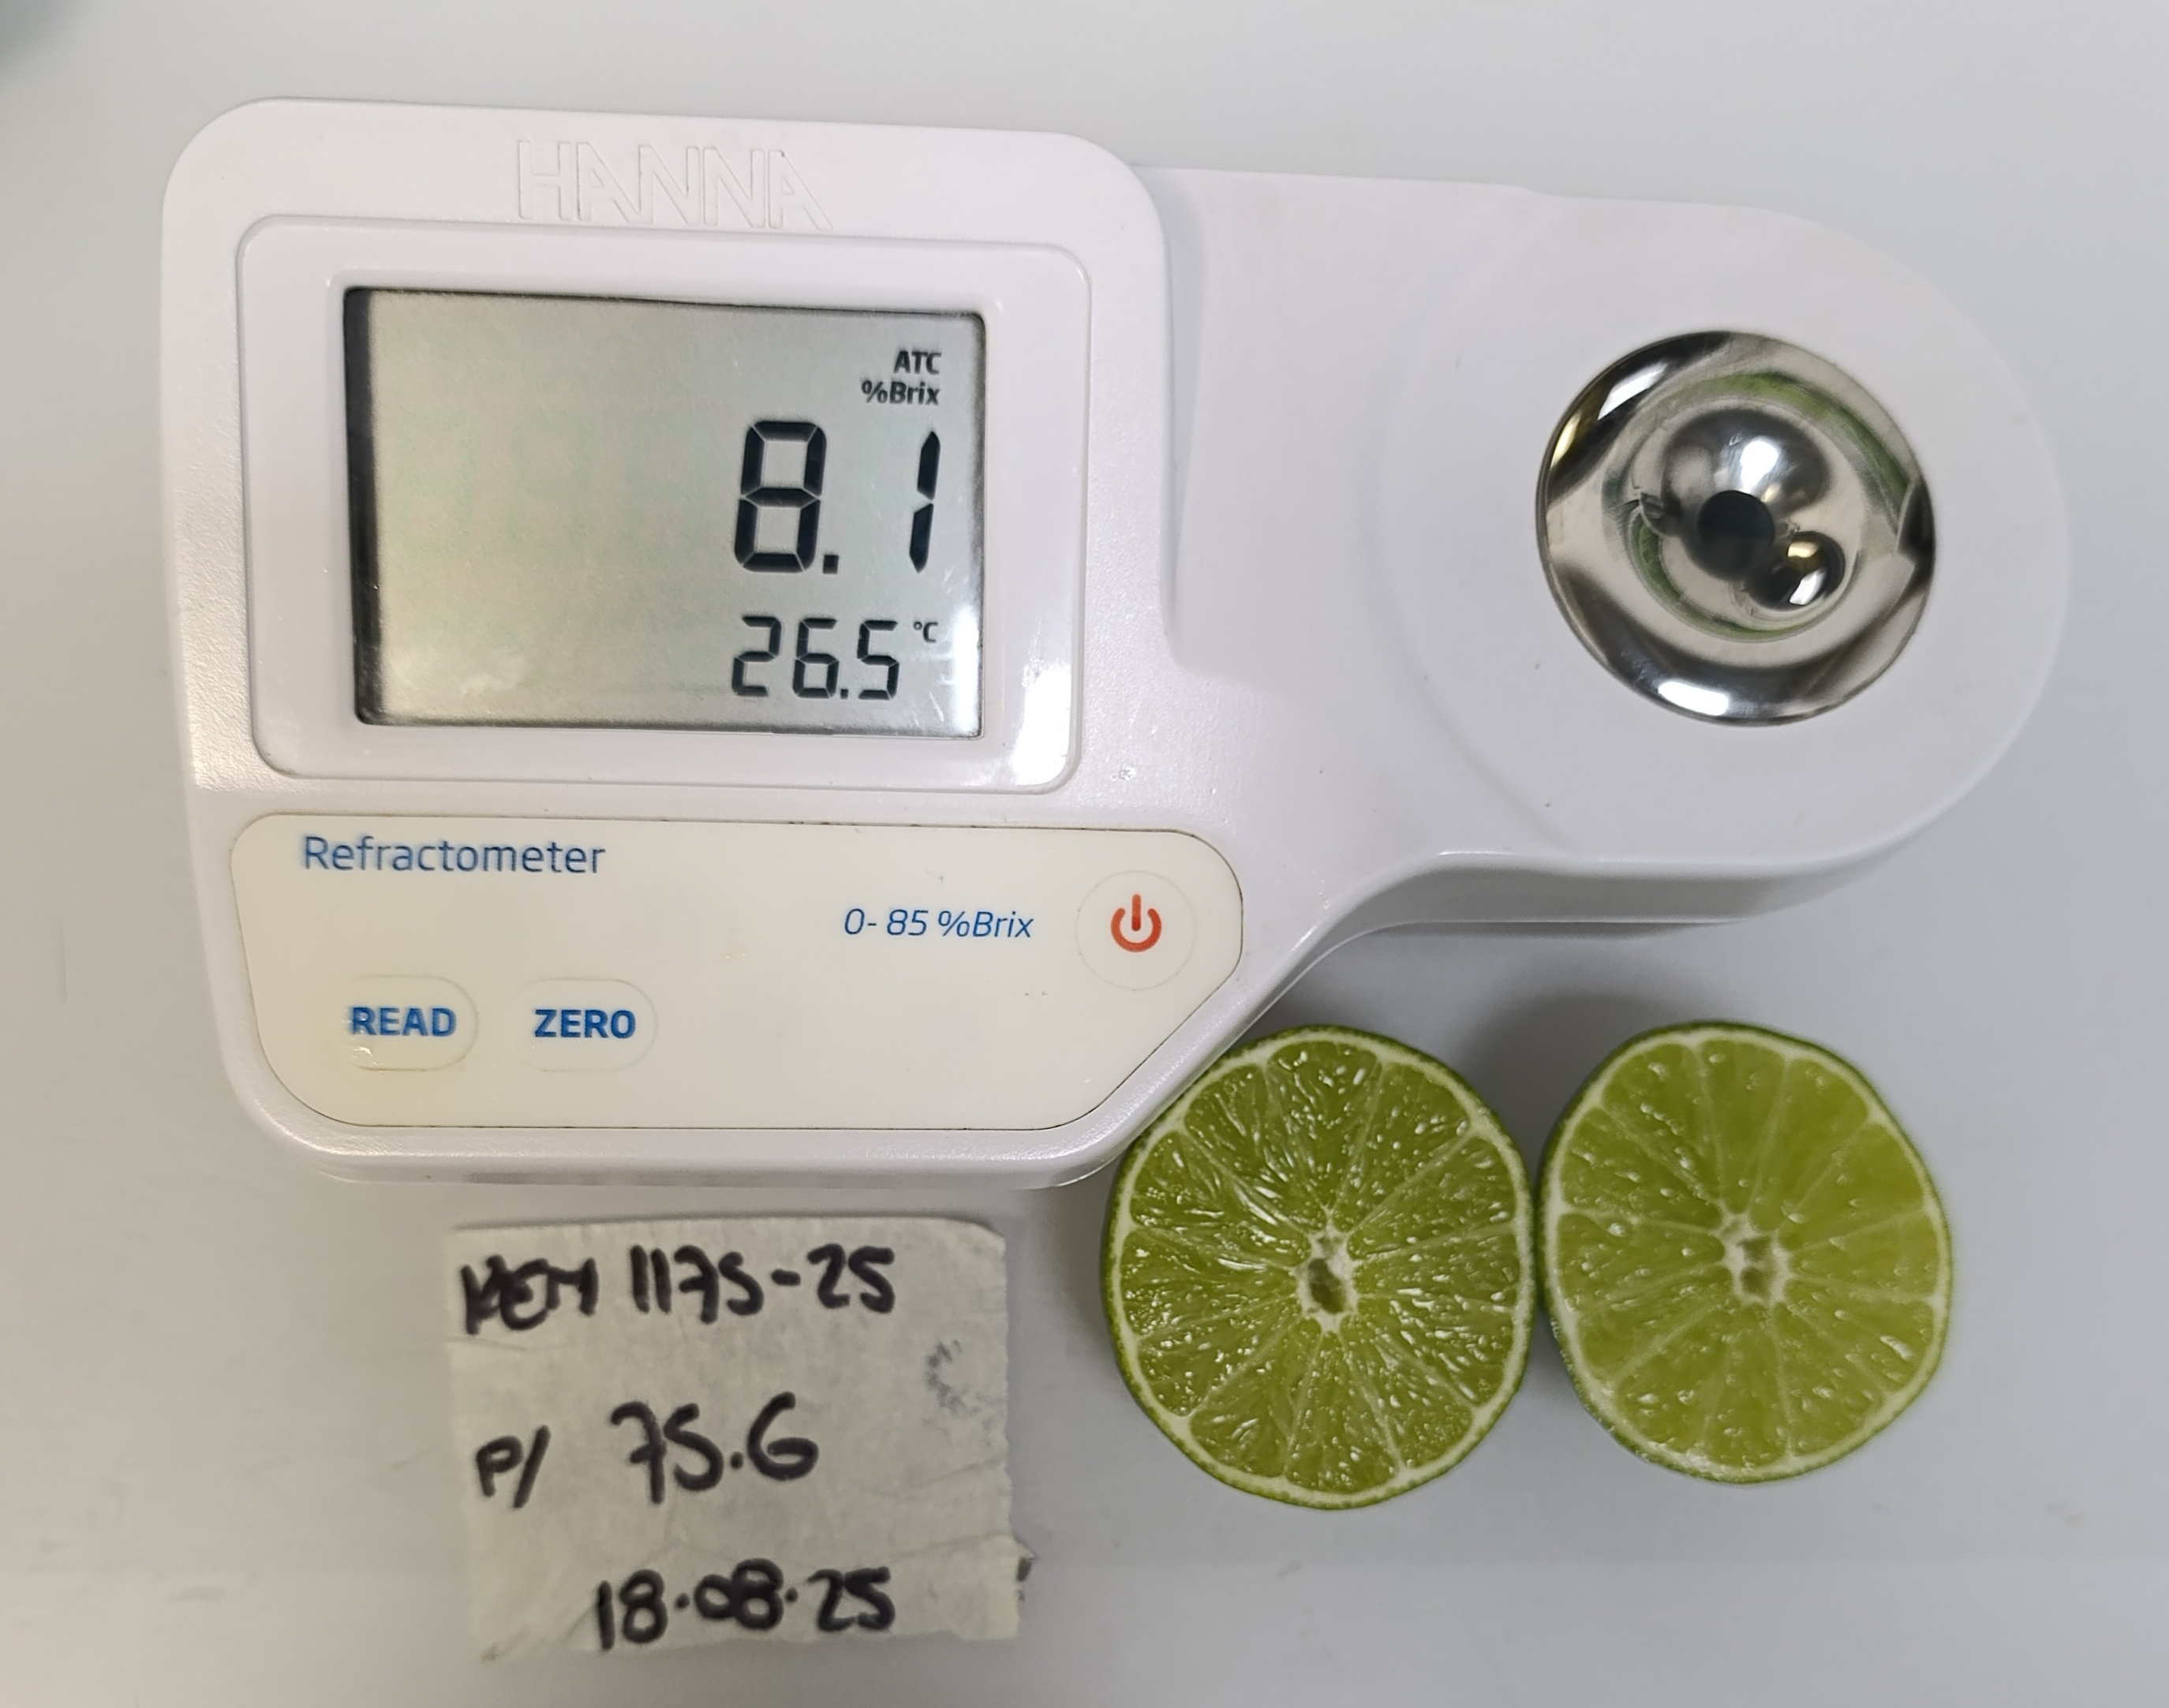 HANNA
ATC
%Brix
8.1
26.5 °C
Refractometer
0-85 %Brix
READ ZERO
1175-25
P/ 75.6
18.08.25